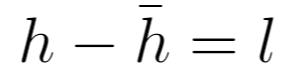 h − h̄ = l